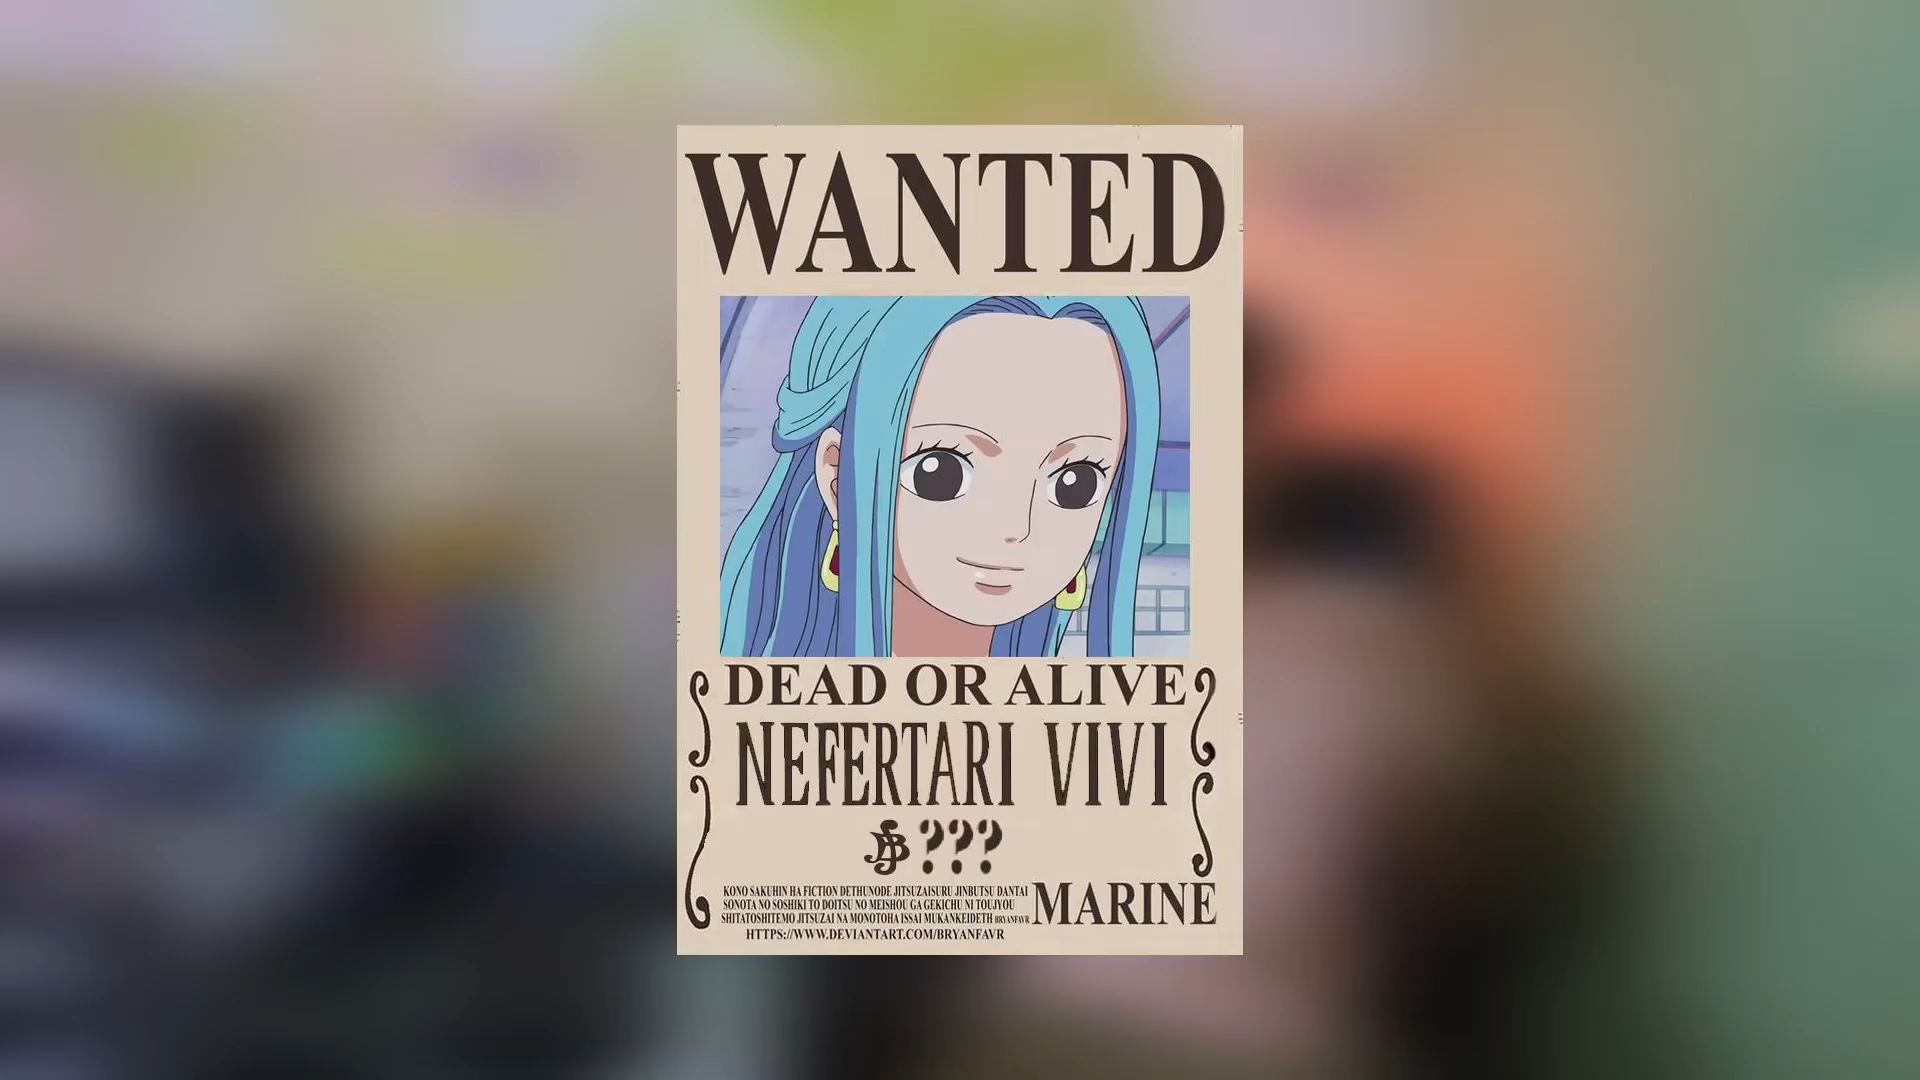 WANTED
DEAD OR ALIVE
NEFERTARI VIVI
???
KONO SAKUHIN HA FICTION DETHUNODE JITSUZAISURU JINBUTSU DANTAI
SONOTA NO SOSHIKI TO DOITSU NO MEISHOU GA GEKICHU NI TOUJYOU
SHITATOSHITEMO JITSUZAI NA MONOTOHA ISSAI MUKANKEIDETH BRYANFAVR
MARINE
HTTPS://WWW.DEVIANTART.COM/BRYANFAVR